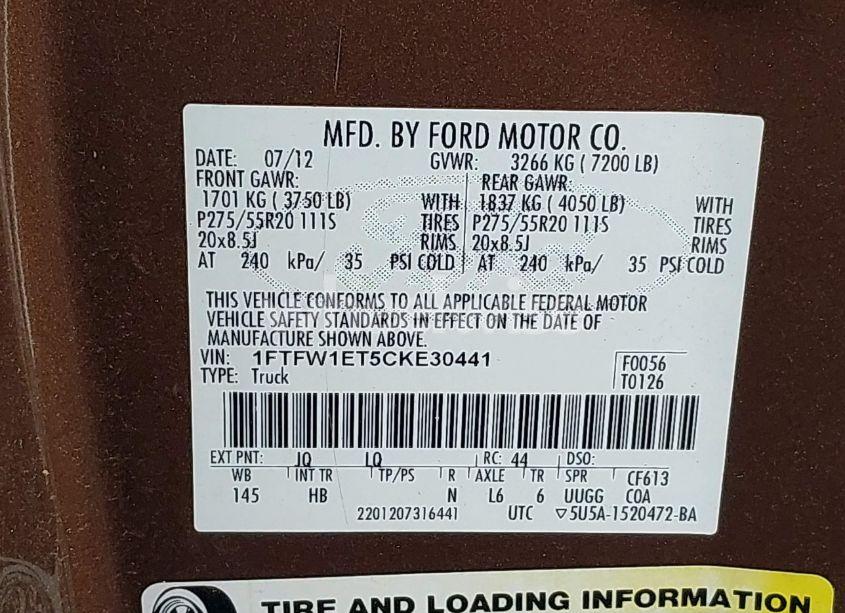 MFD. BY FORD MOTOR CO.
DATE: 07/12 GVWR: 3266 KG ( 7200 LB)
FRONT GAWR: REAR GAWR:
1701 KG ( 3750 LB) WITH 1837 KG ( 4050 LB) WITH
P275/55R20 111S TIRES P275/55R20 111S TIRES
20x8.5J RIMS 20x8.5J RIMS
AT 240 kPa/ 35 PSI COLD AT 240 kPa/ 35 PSI COLD
THIS VEHICLE CONFORMS TO ALL APPLICABLE FEDERAL MOTOR
VEHICLE SAFETY STANDARDS IN EFFECT ON THE DATE OF
MANUFACTURE SHOWN ABOVE.
VIN: 1FTFW1ET5CKE30441 F0056
TYPE: Truck T0126
EXT PNT: JQ LQ RC: 44 DSO:
WB INT TR TP/PS R AXLE TR SPR CF613
145 HB N L6 6 UUGG COA
2201207316441 UTC ▽5U5A-1520472-BA
TIRE AND LOADING INFORMATION